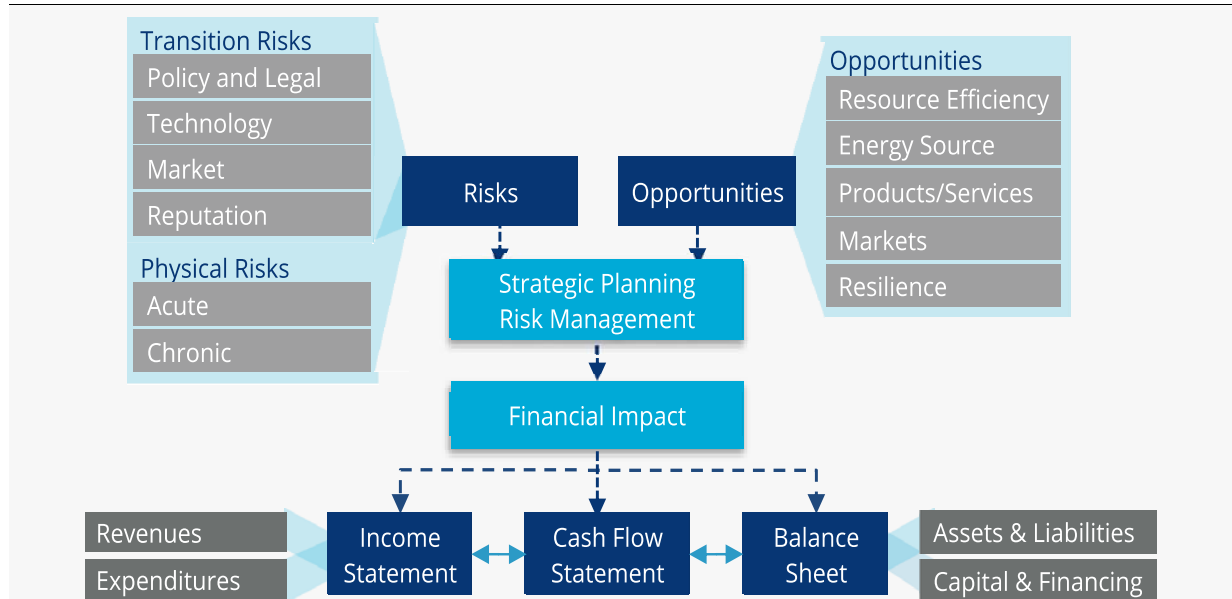 Transition Risks
Policy and Legal
Technology
Market
Reputation
Physical Risks
Acute
Chronic
Risks
Opportunities
Opportunities
Resource Efficiency
Energy Source
Products/Services
Markets
Resilience
Strategic Planning
Risk Management
Financial Impact
Revenues
Expenditures
Income
Statement
Cash Flow
Statement
Balance
Sheet
Assets & Liabilities
Capital & Financing